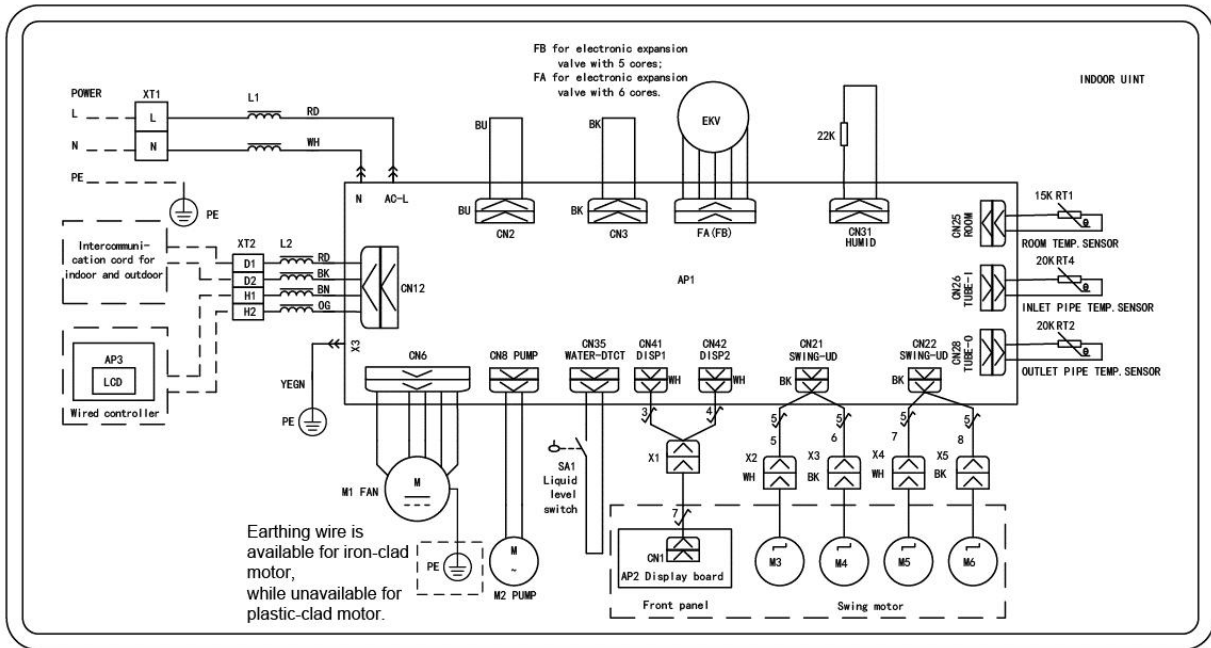 FB for electronic expansion
valve with 5 cores;
FA for electronic expansion
valve with 6 cores.
INDOOR UINT
POWER
XT1
L1
L
L
RD
N
N
WH
PE
PE
N
AC-L
BU
BU
CN2
BK
BK
CN3
EKV
FA(FB)
22K
CN31
HUMID
CN25
ROOM
15K RT1
θ
ROOM TEMP. SENSOR
CN26
TUBE-I
20K RT4
θ
INLET PIPE TEMP. SENSOR
CN28
TUBE-O
20K RT2
θ
OUTLET PIPE TEMP. SENSOR
AP1
Intercommuni-
cation cord for
indoor and outdoor
XT2
L2
D1
RD
D2
BK
H1
BN
H2
OG
CN12
AP3
LCD
Wired controller
X3
YEGN
PE
CN6
CN8 PUMP
CN35
WATER-DTCT
CN41
DISP1
WH
CN42
DISP2
WH
CN21
SWING-UD
BK
CN22
SWING-UD
BK
3
4
5
5
5
5
5
6
7
8
X1
X2
WH
X3
BK
X4
WH
X5
BK
SA1
Liquid
level
switch
M
M1 FAN
PE
M
~
M2 PUMP
7
CN1
AP2 Display board
M3
M4
M5
M6
Front panel
Swing motor
Earthing wire is
available for iron-clad
motor,
while unavailable for
plastic-clad motor.